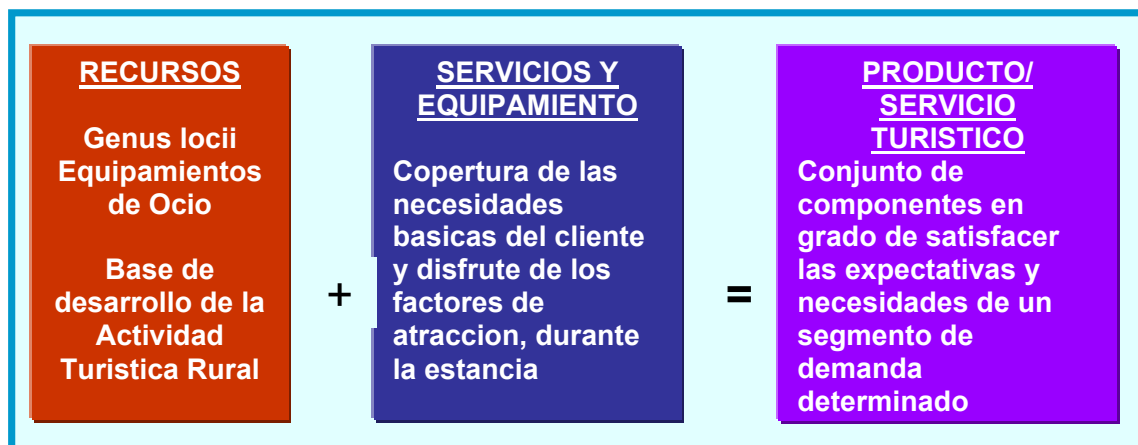 RECURSOS
Genus locii
Equipamientos
de Ocio
Base de
desarrollo de la
Actividad
Turistica Rural
+
SERVICIOS Y
EQUIPAMIENTO
Copertura de las
necesidades
basicas del cliente
y disfrute de los
factores de
atraccion, durante
la estancia
=
PRODUCTO/
SERVICIO
TURISTICO
Conjunto de
componentes en
grado de satisfacer
las expectativas y
necesidades de un
segmento de
demanda
determinado